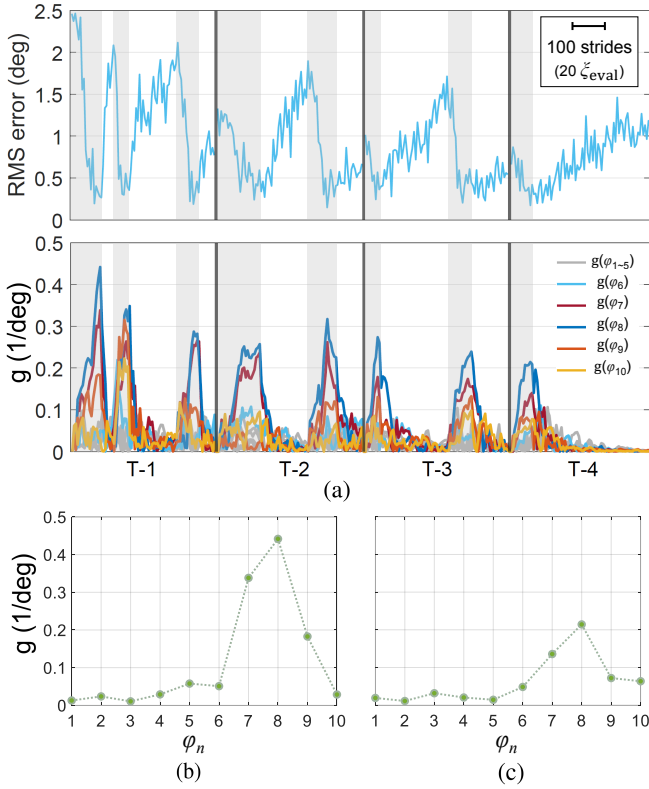 RMS error (deg)
2.5
2
1.5
1
0.5
0
100 strides
(20 ξeval)
g (1/deg)
0.5
0.4
0.3
0.2
0.1
0
g(φ1~5)
g(φ6)
g(φ7)
g(φ8)
g(φ9)
g(φ10)
T-1 T-2 T-3 T-4
(a)
g (1/deg)
0.5
0.4
0.3
0.2
0.1
0
1 2 3 4 5 6 7 8 9 10
φn
(b)
g (1/deg)
0.5
0.4
0.3
0.2
0.1
0
1 2 3 4 5 6 7 8 9 10
φn
(c)